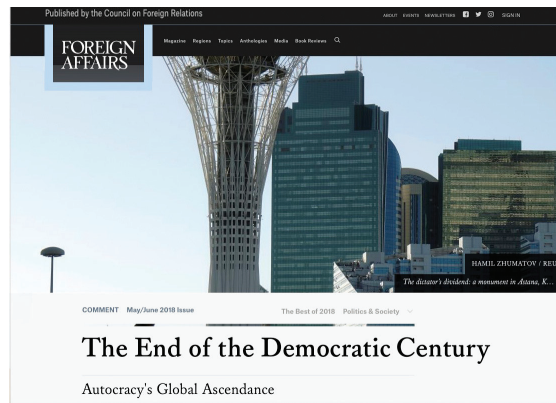 Published by the Council on Foreign Relations
ABOUT EVENTS NEWSLETTERS SIGN IN
FOREIGN
AFFAIRS
Magazine Regions Topics Anthologies Media Book Reviews
HAMIL ZHUMATOV / REU
The dictator's dividend: a monument in Astana, K…
COMMENT May/June 2018 Issue The Best of 2018 Politics & Society
The End of the Democratic Century
Autocracy's Global Ascendance